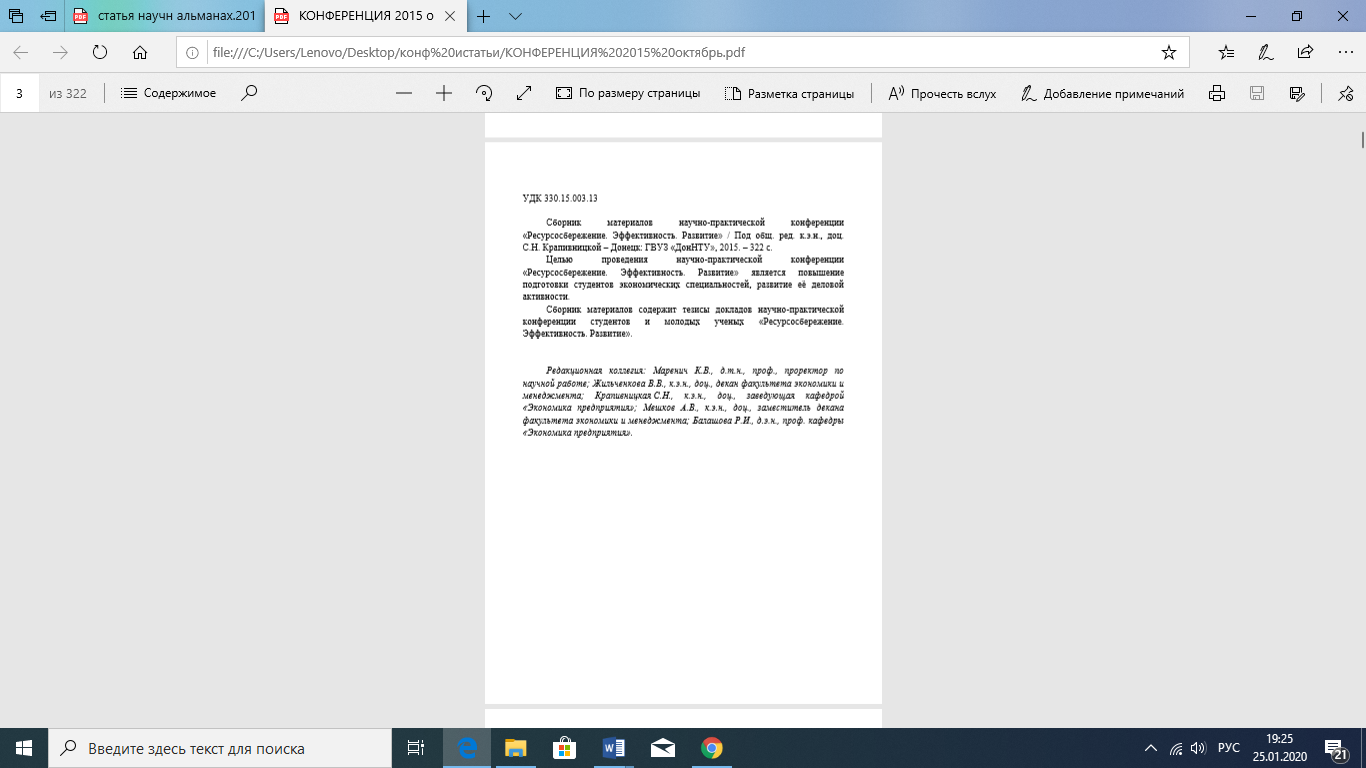 статья научн альманах.201
КОНФЕРЕНЦИЯ 2015 о
file:///C:/Users/Lenovo/Desktop/конф%20истатьи/КОНФЕРЕНЦИЯ%202015%20октябрь.pdf
3 из 322 Содержимое По размеру страницы Разметка страницы Прочесть вслух Добавление примечаний
УДК 330.15.003.13
Сборник материалов научно-практической конференции
«Ресурсосбережение. Эффективность. Развитие» / Под общ. ред. к.э.н., доц.
С.Н. Крапивницкой – Донецк: ГВУЗ «ДонНТУ», 2015. – 322 с.
Целью проведения научно-практической конференции
«Ресурсосбережение. Эффективность. Развитие» является повышение
подготовки студентов экономических специальностей, развитие её деловой
активности.
Сборник материалов содержит тезисы докладов научно-практической
конференции студентов и молодых ученых «Ресурсосбережение.
Эффективность. Развитие».
Редакционная коллегия: Маренич К.В., д.т.н., проф., проректор по
научной работе; Жильченкова В.В., к.э.н., доц., декан факультета экономики и
менеджмента; Крапивницкая С.Н., к.э.н., доц., заведующая кафедрой
«Экономика предприятия»; Мешков А.В., к.э.н., доц., заместитель декана
факультета экономики и менеджмента; Балашова Р.И., д.э.н., проф. кафедры
«Экономика предприятия».
Введите здесь текст для поиска
РУС
19:25
25.01.2020
21